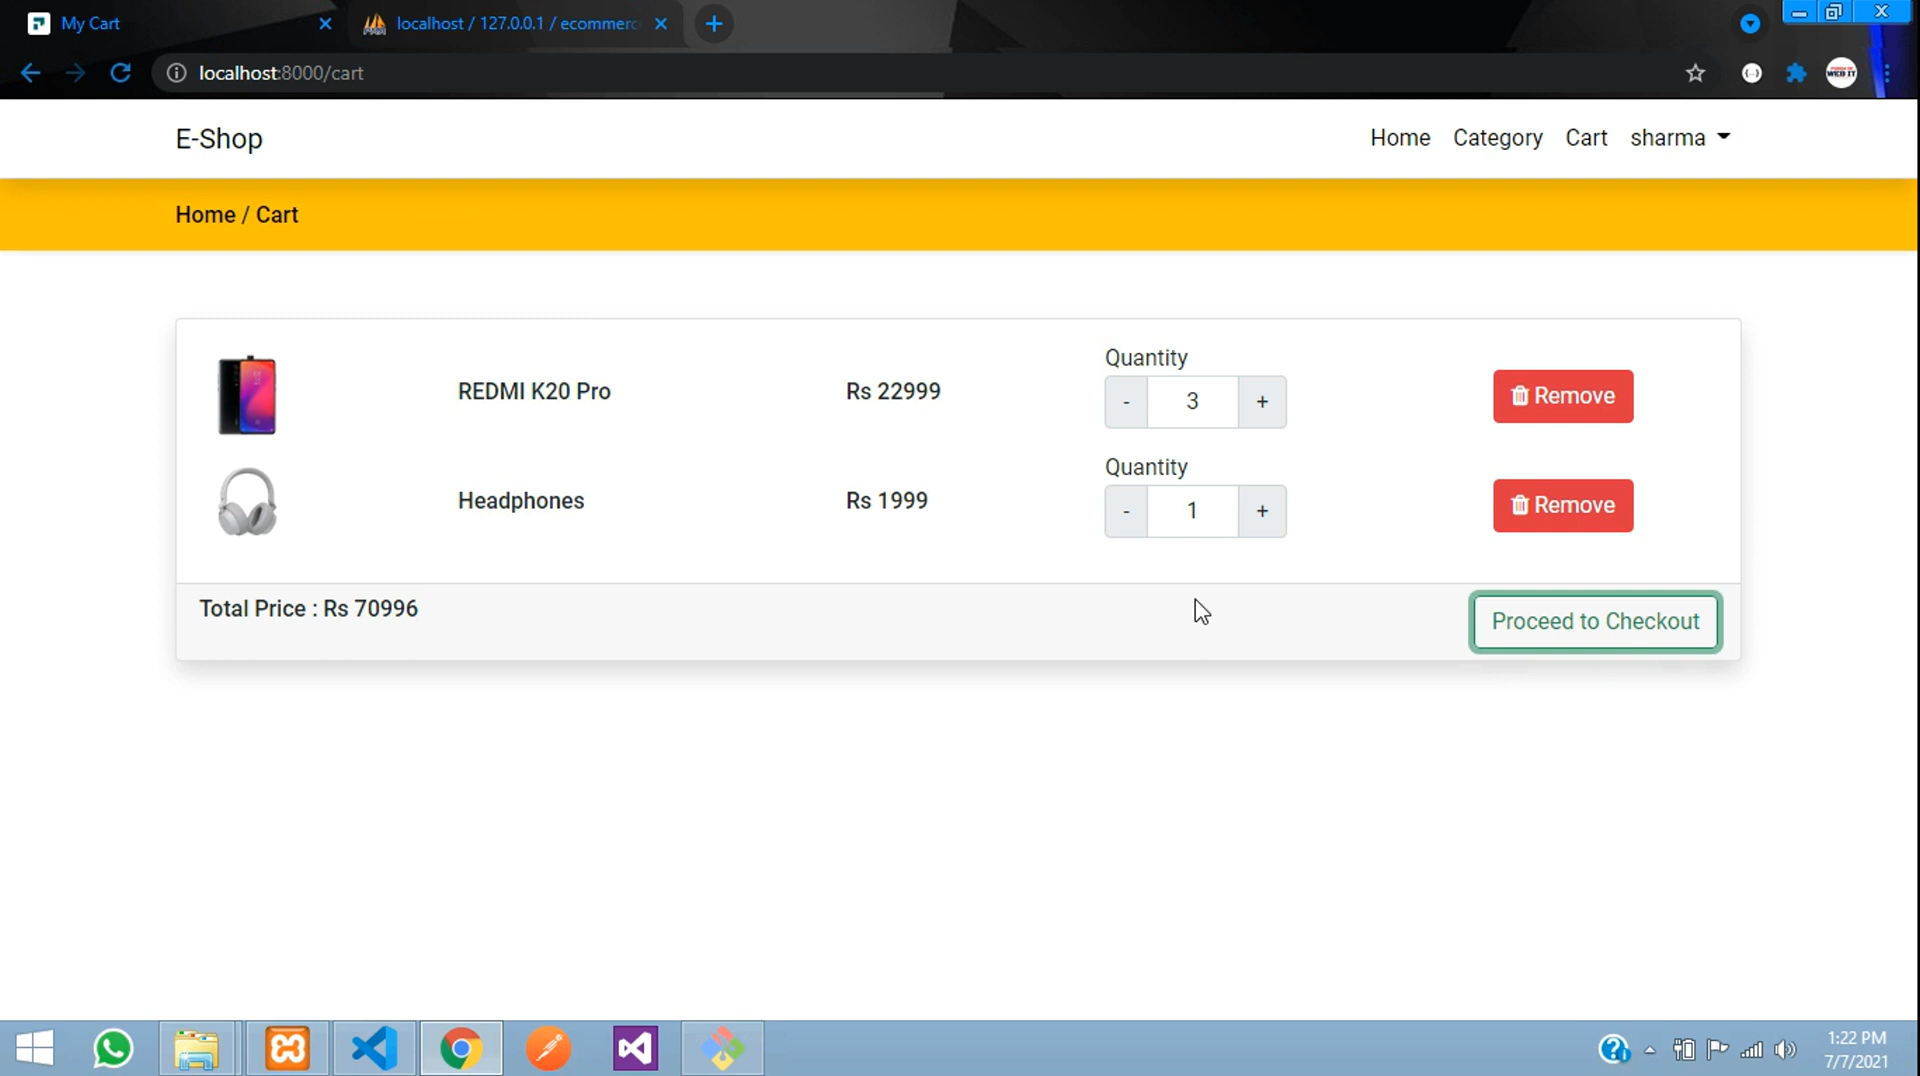 My Cart
localhost / 127.0.0.1 / ecommerc
localhost:8000/cart
WEB IT
E-Shop
Home Category Cart sharma
Home / Cart
Quantity
REDMI K20 Pro Rs 22999 - 3 + Remove
Quantity
Headphones Rs 1999 - 1 + Remove
Total Price : Rs 70996 Proceed to Checkout
1:22 PM
7/7/2021